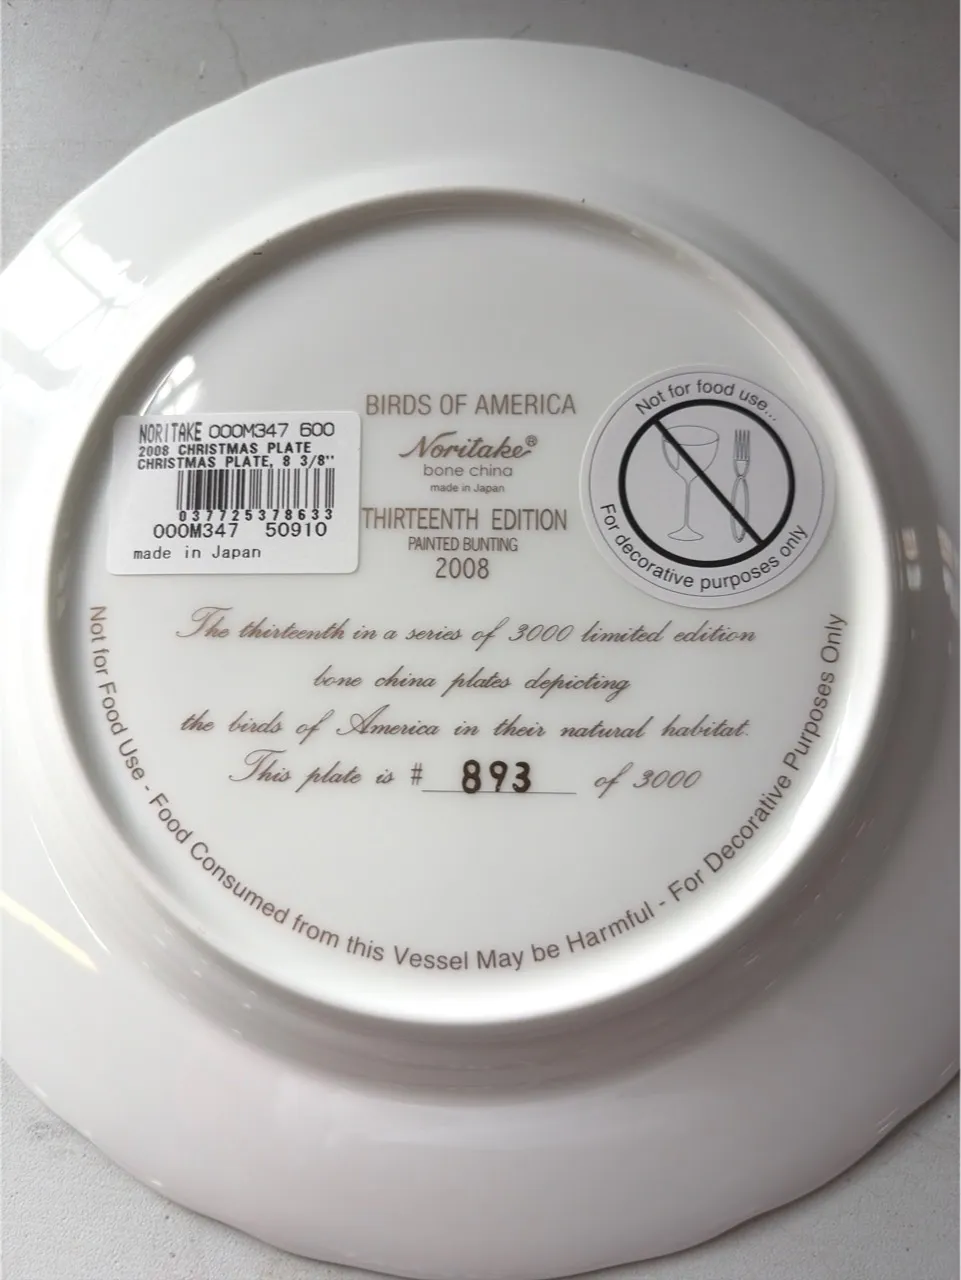 BIRDS OF AMERICA
Noritake®
bone china
made in Japan
THIRTEENTH EDITION
PAINTED BUNTING
2008
NORITAKE 000M347 600
2008 CHRISTMAS PLATE
CHRISTMAS PLATE, 8 3/8''
037725378633
000M347 50910
made in Japan
Not for food use...
For decorative purposes only
The thirteenth in a series of 3000 limited edition
bone china plates depicting
the birds of America in their natural habitat.
This plate is # 893 of 3000
Not for Food Use - Food Consumed from this Vessel May be Harmful - For Decorative Purposes Only